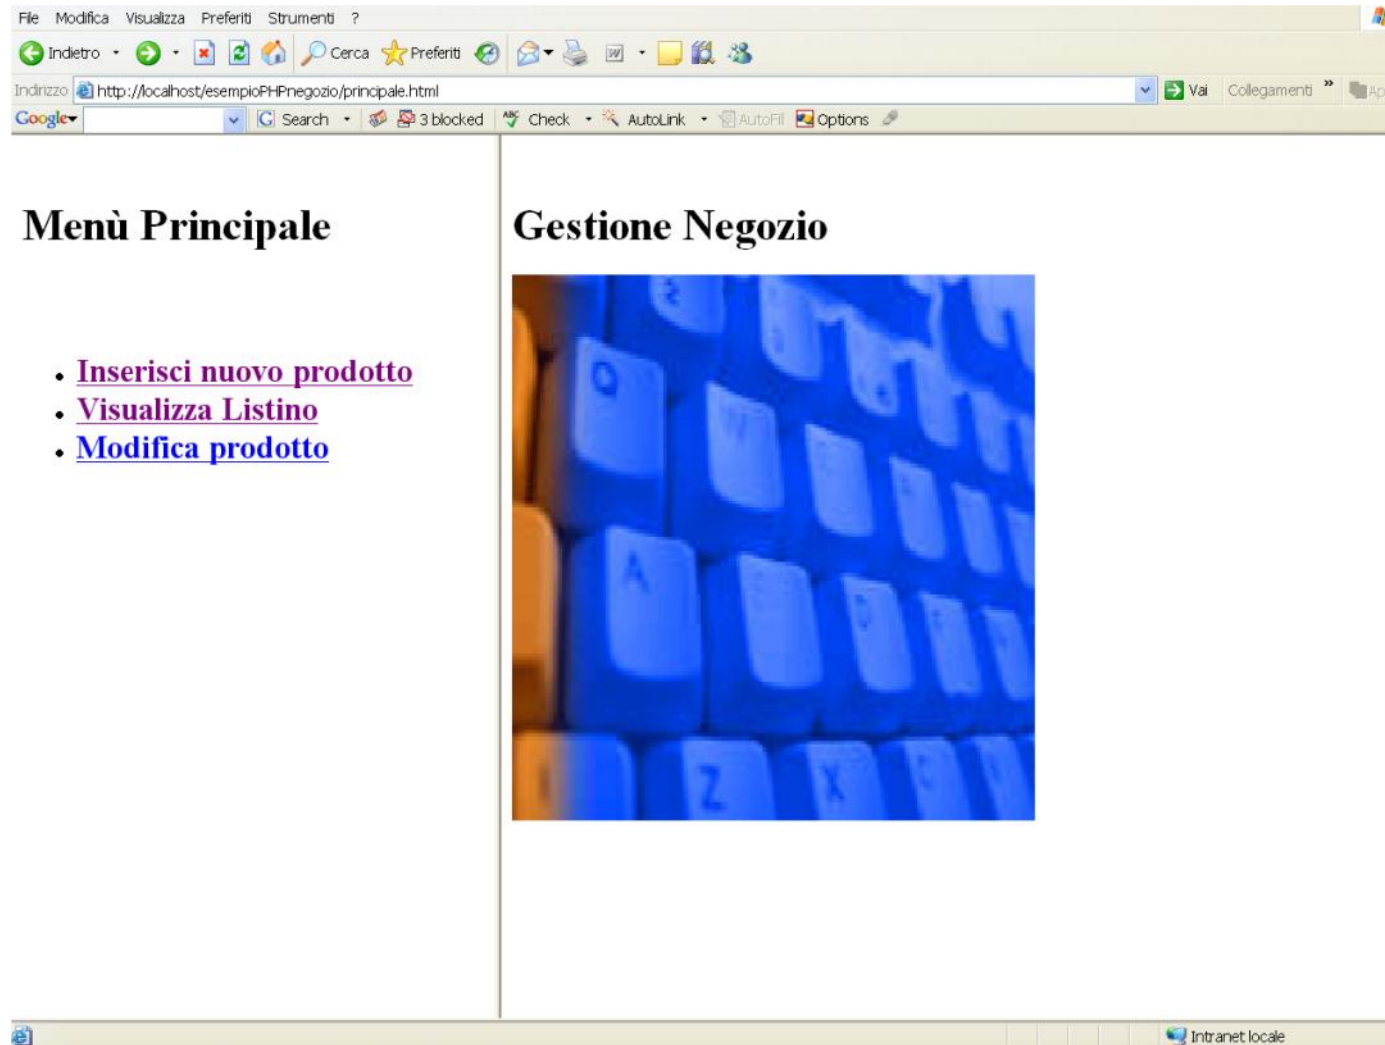 File Modifica Visualizza Preferiti Strumenti ?
Indietro Cerca Preferiti
Indirizzo http://localhost/esempioPHPnegozio/principale.html Vai Collegamenti »
Google Search 3 blocked Check AutoLink AutoFill Options
Menù Principale
Inserisci nuovo prodotto
Visualizza Listino
Modifica prodotto
Gestione Negozio
Q W
A D
Z X C
Intranet locale